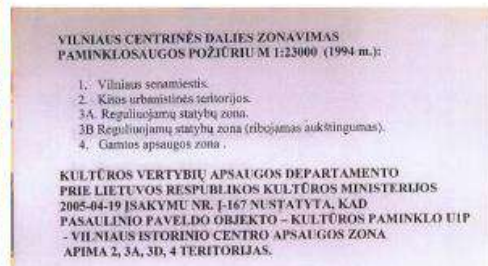 VILNIAUS CENTRINĖS DALIES ZONAVIMAS
PAMINKLOSAUGOS POŽIŪRIU M 1:23000 (1994 m.):
1. Vilniaus senamiestis.
2. Kitos urbanistinės teritorijos.
3A. Reguliuojamų statybų zona.
3B Reguliuojamų statybų zona (ribojamas aukštingumas).
4. Gamtos apsaugos zona .
KULTŪROS VERTYBIŲ APSAUGOS DEPARTAMENTO
PRIE LIETUVOS RESPUBLIKOS KULTŪROS MINISTERIJOS
2005-04-19 ĮSAKYMU NR. Į-167 NUSTATYTA, KAD
PASAULINIO PAVELDO OBJEKTO – KULTŪROS PAMINKLO U1P
- VILNIAUS ISTORINIO CENTRO APSAUGOS ZONA
APIMA 2, 3A, 3D, 4 TERITORIJAS.